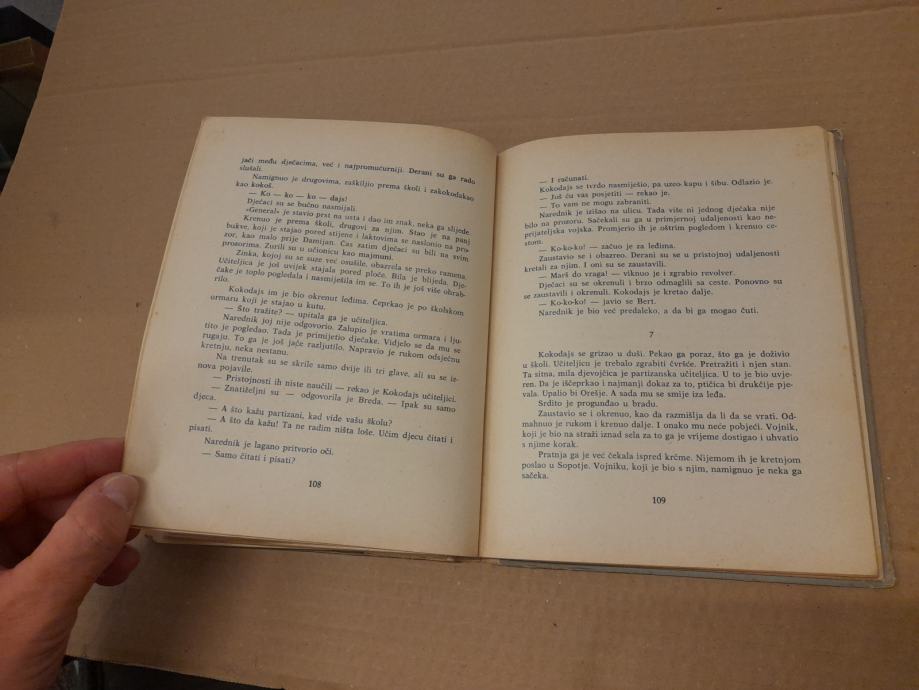 jači među dječacima, već i najpromućurniji. Derani su ga rado
slušali.
Namignuo je drugovima, zaškiljio prema školi i zakokodakao
kao kokoš.
— Ko — ko — ko — dajs!
Dječaci su se bučno nasmijali.
»General« je stavio prst na usta i dao im znak, neka ga slijede.
Krenuo je prema školi, drugovi za njim. Stao je na panj
bukve, koji je stajao pored stijene i laktovima se naslonio na pro-
zor, kao malo prije Damijan. Čas zatim dječaci su bili na svim
prozorima. Zurili su u učionicu kao majmuni.
Zinka, kojoj su se suze već osušile, obazrela se preko ramena.
Učiteljica je još uvijek stajala pored ploče. Bila je blijeda. Dje-
čake je toplo pogledala i nasmiješila im se. To ih je još više ohrab-
rilo.
Kokodajs im je bio okrenut leđima. Čeprkao je po školskom
ormaru koji je stajao u kutu.
— Što tražite? — upitala ga je učiteljica.
Narednik joj nije odgovorio. Zalupio je vratima ormara i lju-
tito je pogledao. Tada je primijetio dječake. Vidjelo se da mu se
rugaju. To ga je još jače razljutilo. Napravio je rukom odsječnu
kretnju, neka nestanu.
Na trenutak su se skrile samo dvije ili tri glave, ali su se iz-
nova pojavile.
— Pristojnosti ih niste naučili — rekao je Kokodajs učiteljici.
— Znatiželjni su — odgovorila je Breda. — Ipak su samo
djeca.
— A što kažu partizani, kad vide vašu školu?
— A što da kažu! Ta ne radim ništa loše. Učim djecu čitati i
pisati.
Narednik je lagano pritvorio oči.
— Samo čitati i pisati?
108
— I računati.
Kokodajs se tvrdo nasmiješio, pa uzeo kapu i šibu. Odlazio je.
— Još ću vas posjetiti — rekao je.
— To vam ne mogu zabraniti.
Narednik je izišao na ulicu. Tada više ni jednog dječaka nije
bilo na prozoru. Sačekali su ga u primjernoj udaljenosti kao ne-
prijateljska vojska. Promjerio ih je oštrim pogledom i krenuo ce-
stom.
— Ko-ko-ko! — začuo je za leđima.
Zaustavio se i obazreo. Derani su se u pristojnoj udaljenosti
kretali za njim. I oni su se zaustavili.
— Marš do vraga! — viknuo je i zgrabio revolver.
Dječaci su se okrenuli i brzo odmaglili sa ceste. Ponovno su
se zaustavili i okrenuli. Kokodajs je kretao dalje.
— Ko-ko-ko! — javio se Bert.
Narednik je bio već predaleko, a da bi ga mogao čuti.
7
Kokodajs se grizao u duši. Pekao ga poraz, što ga je doživio
u školi. Učiteljicu je trebalo zgrabiti čvršće. Pretražiti i njen stan.
Ta sitna, mila djevojčica je partizanska učiteljica. U to je bio uvje-
ren. Da je iščeprkao i najmanji dokaz za to, ptičica bi drukčije pje-
vala. Upalio bi Orešje. A sada mu se smije iza leđa.
Srdito je progunđao u bradu.
Zaustavio se i okrenuo, kao da razmišlja da li da se vrati. Od-
mahnuo je rukom i krenuo dalje. I onako mu neće pobjeći. Vojnik,
koji je bio na straži iznad sela za to ga je vrijeme dostigao i uhvatio
s njime korak.
Pratnja ga je već čekala ispred krčme. Nijemom ih je kretnjom
poslao u Sopotje. Vojniku, koji je bio s njim, namignuo je neka ga
sačeka.
109